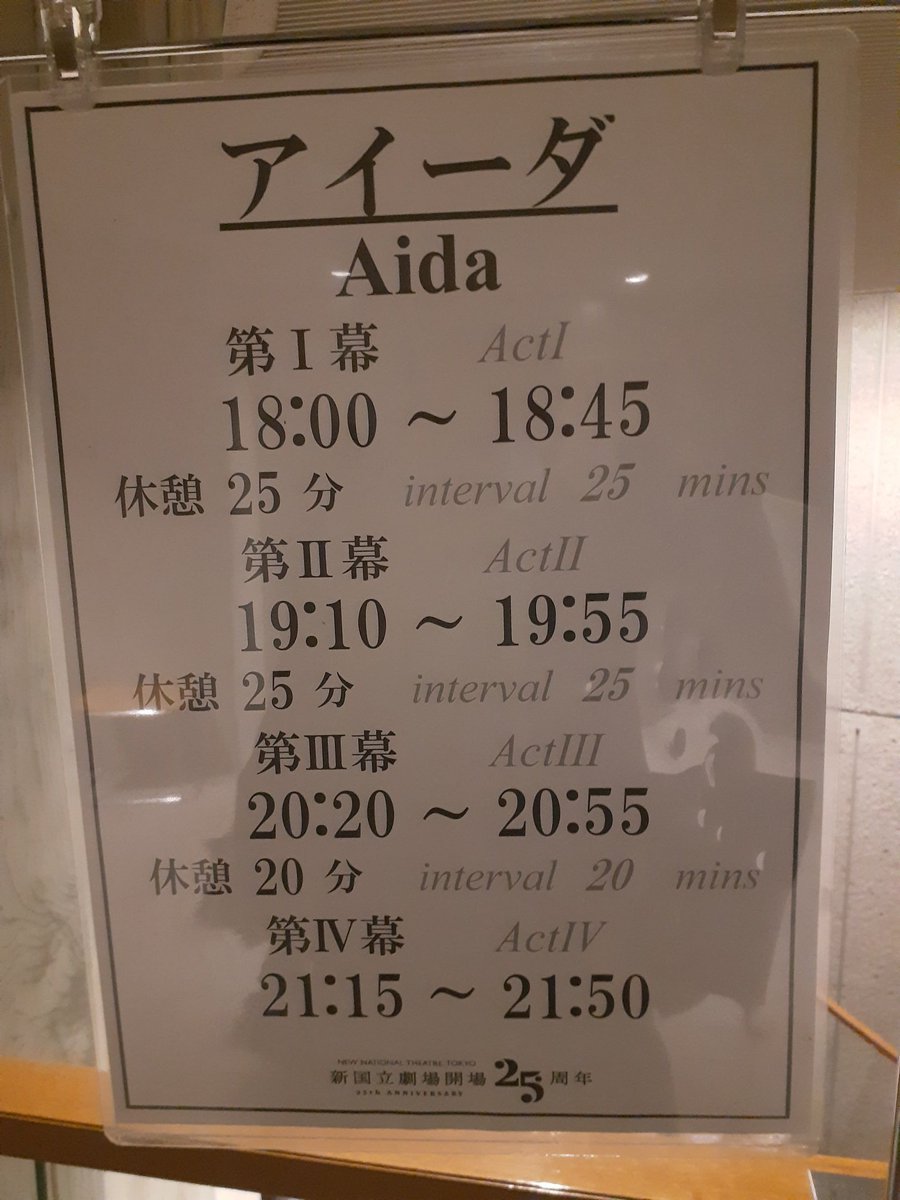 アイーダ
Aida
第Ⅰ幕 ActI
18:00 ～ 18:45
休憩 25 分 interval 25 mins
第Ⅱ幕 ActII
19:10 ～ 19:55
休憩 25 分 interval 25 mins
第Ⅲ幕 ActIII
20:20 ～ 20:55
休憩 20 分 interval 20 mins
第Ⅳ幕 ActIV
21:15 ～ 21:50
NEW NATIONAL THEATRE TOKYO
新国立劇場開場 25 周年
25th ANNIVERSARY